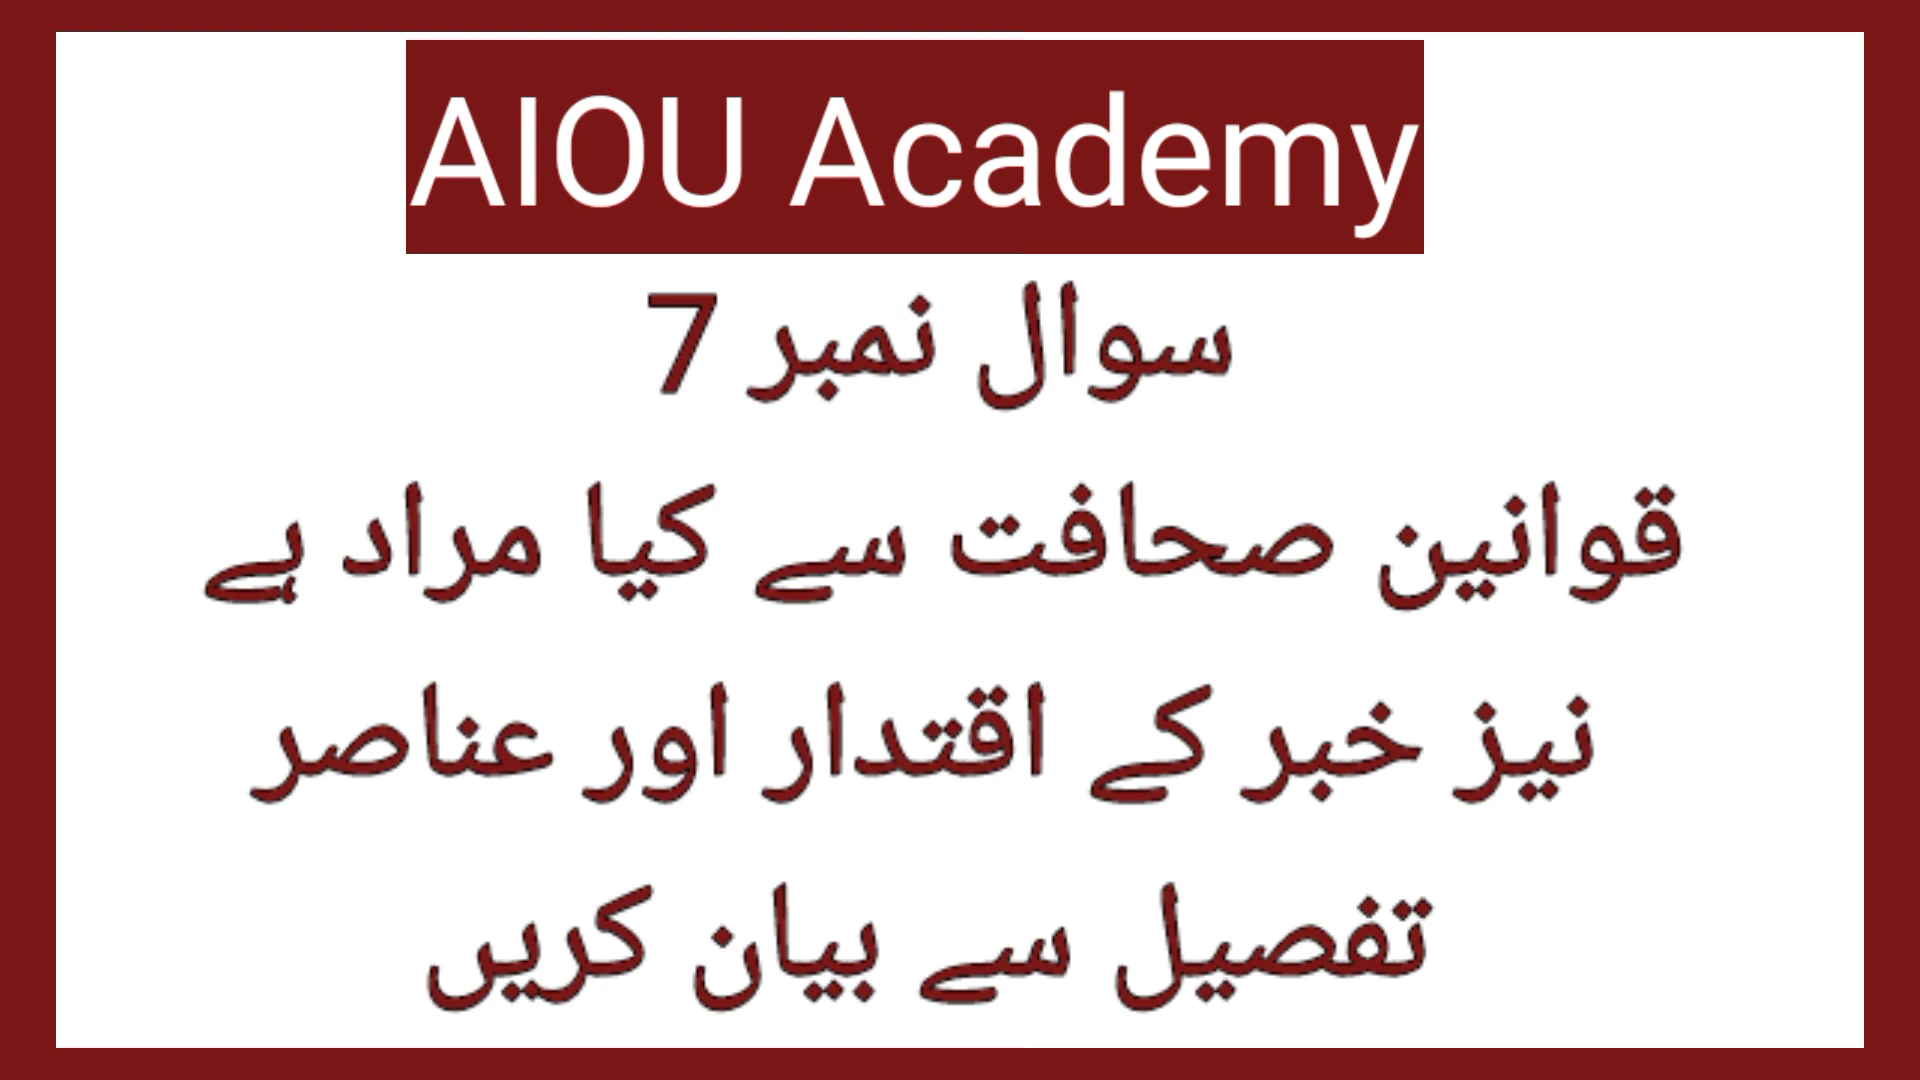 AIOU Academy
سوال نمبر 7
قوانین صحافت سے کیا مراد ہے
نیز خبر کے اقتدار اور عناصر
تفصیل سے بیان کریں